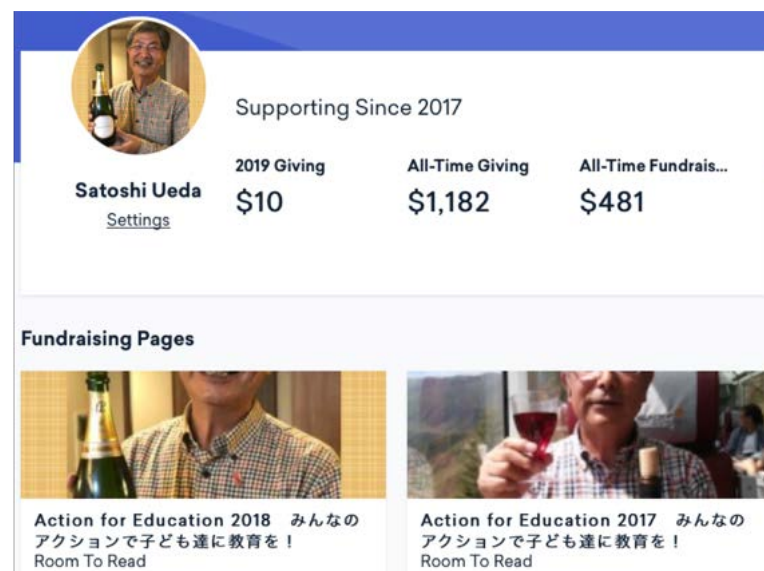 Supporting Since 2017
2019 Giving
All-Time Giving
All-Time Fundrais...
$10
$1,182
$481
Satoshi Ueda
Settings
Fundraising Pages
Action for Education 2018　みんなの
アクションで子ども達に教育を！
Room To Read
Action for Education 2017　みんなの
アクションで子ども達に教育を！
Room To Read